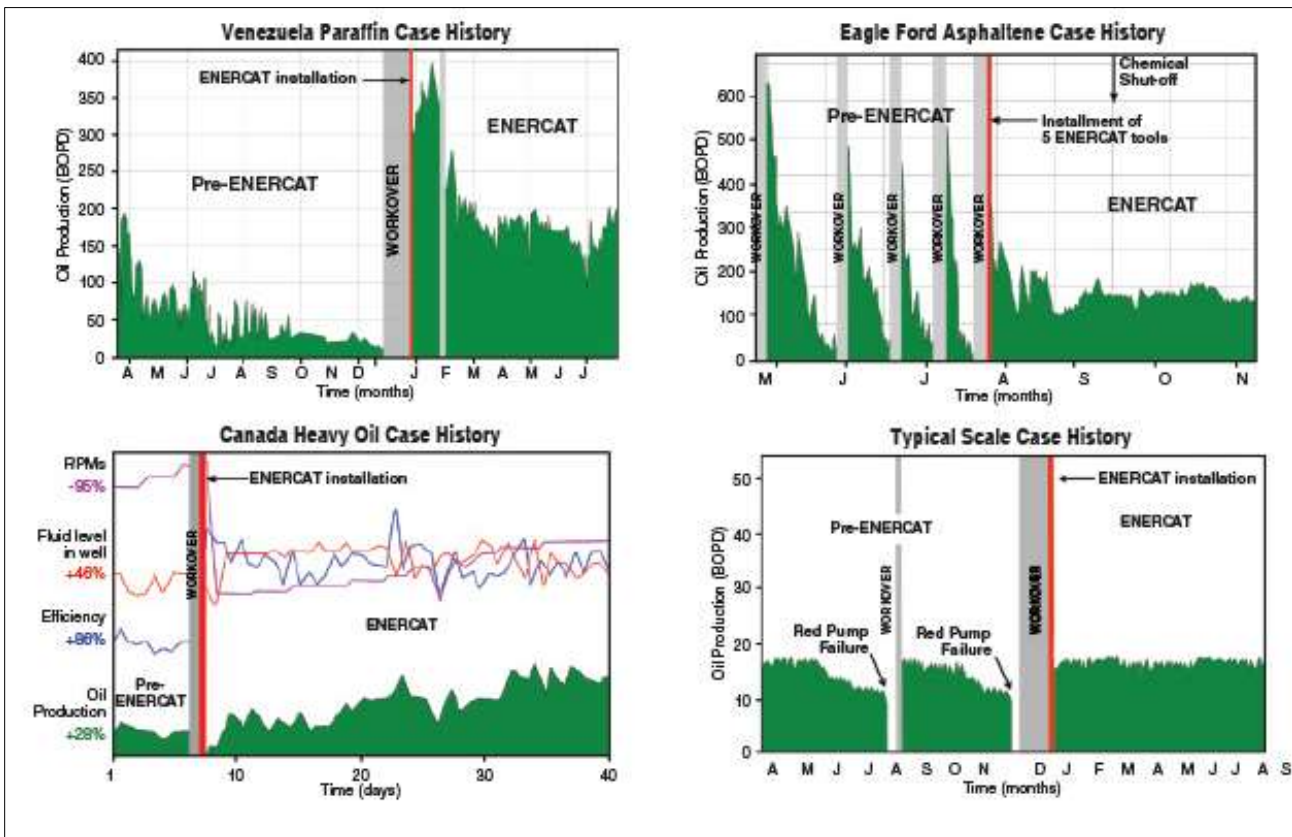 Venezuela Paraffin Case History
400
350
300
250
200
150
100
50
0
Oil Production (BOPD)
ENERCAT installation
Pre-ENERCAT
WORKOVER
ENERCAT
A M J J A S O N D J F M A M J J
Time (months)
Eagle Ford Asphaltene Case History
600
500
400
300
200
100
0
Oil Production (BOPD)
WORKOVER
WORKOVER
WORKOVER
WORKOVER
WORKOVER
Pre-ENERCAT
Chemical
Shut-off
Installment of
5 ENERCAT tools
ENERCAT
M J J A S O N
Time (months)
Canada Heavy Oil Case History
RPMs
-95%
Fluid level
in well
+46%
Efficiency
Oil
Production
+28%
Pre-
ENERCAT
WORKOVER
ENERCAT installation
ENERCAT
1 10 20 30 40
Time (days)
Typical Scale Case History
50
40
30
20
10
0
Oil Production (BOPD)
Pre-ENERCAT
WORKOVER
Red Pump
Failure
Red Pump
Failure
WORKOVER
ENERCAT installation
ENERCAT
A M J J A S O N D J F M A M J J A S
Time (months)